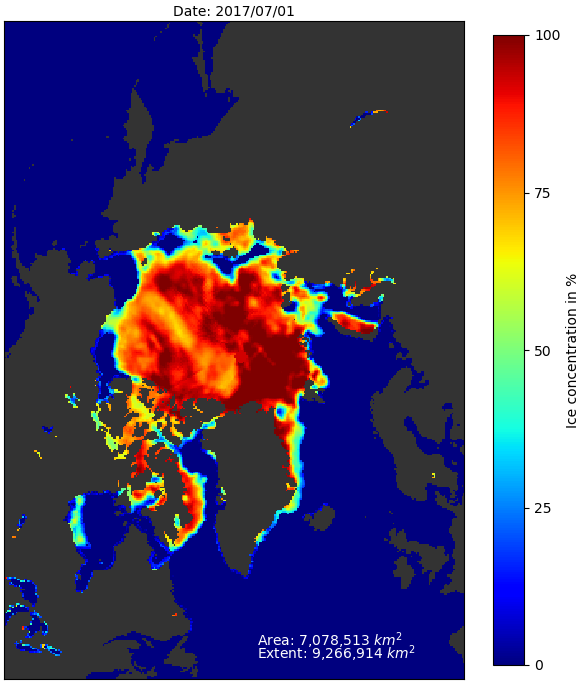 Date: 2017/07/01
100
75
50
25
0
Ice concentration in %
Area: 7,078,513 km²
Extent: 9,266,914 km²